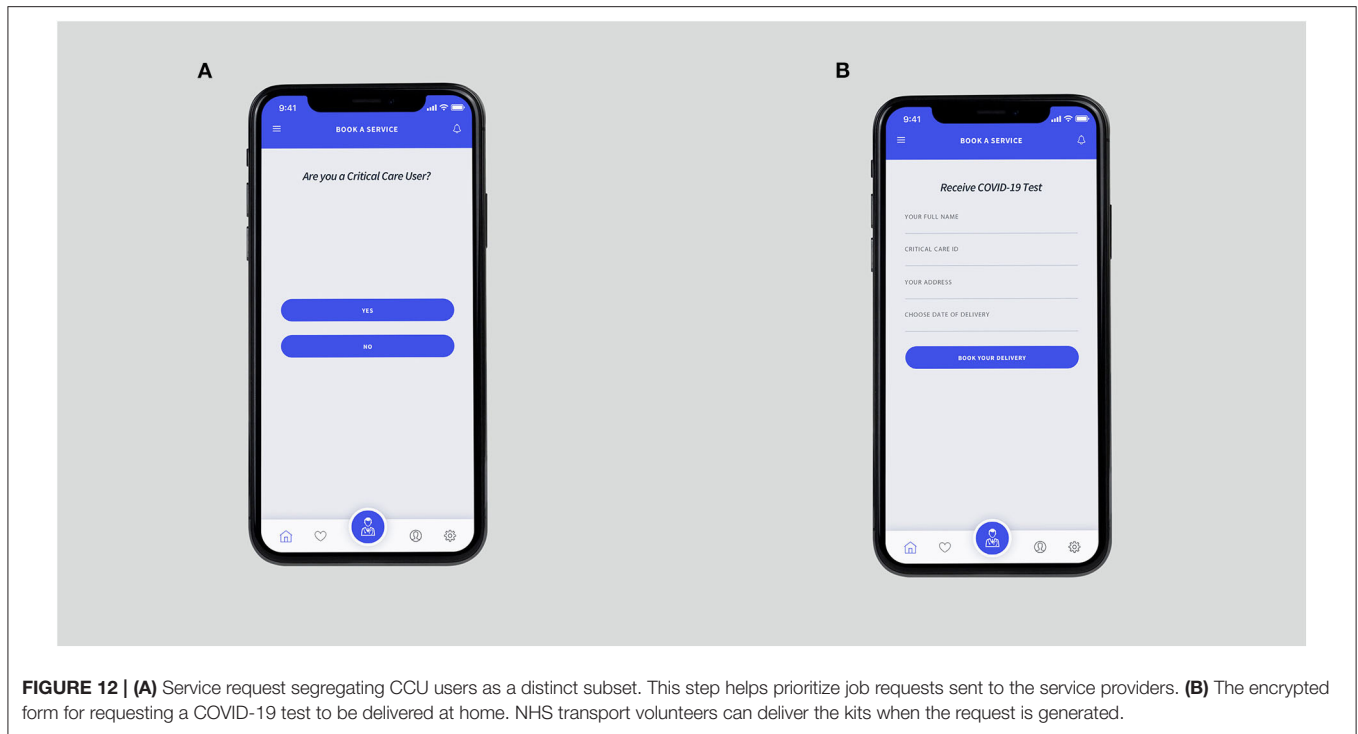 A
9:41
BOOK A SERVICE
Are you a Critical Care User?
YES
NO
B
9:41
BOOK A SERVICE
Receive COVID-19 Test
YOUR FULL NAME
CRITICAL CARE ID
YOUR ADDRESS
CHOOSE DATE OF DELIVERY
BOOK YOUR DELIVERY
FIGURE 12 | (A) Service request segregating CCU users as a distinct subset. This step helps prioritize job requests sent to the service providers. (B) The encrypted
form for requesting a COVID-19 test to be delivered at home. NHS transport volunteers can deliver the kits when the request is generated.